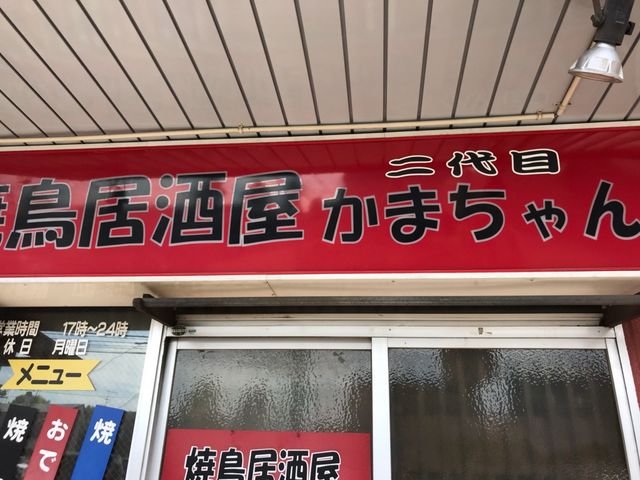 二代目
焼鳥居酒屋 かまちゃん
営業時間 17時〜24時
休日 月曜日
メニュー
焼
おで
焼
焼鳥居酒屋